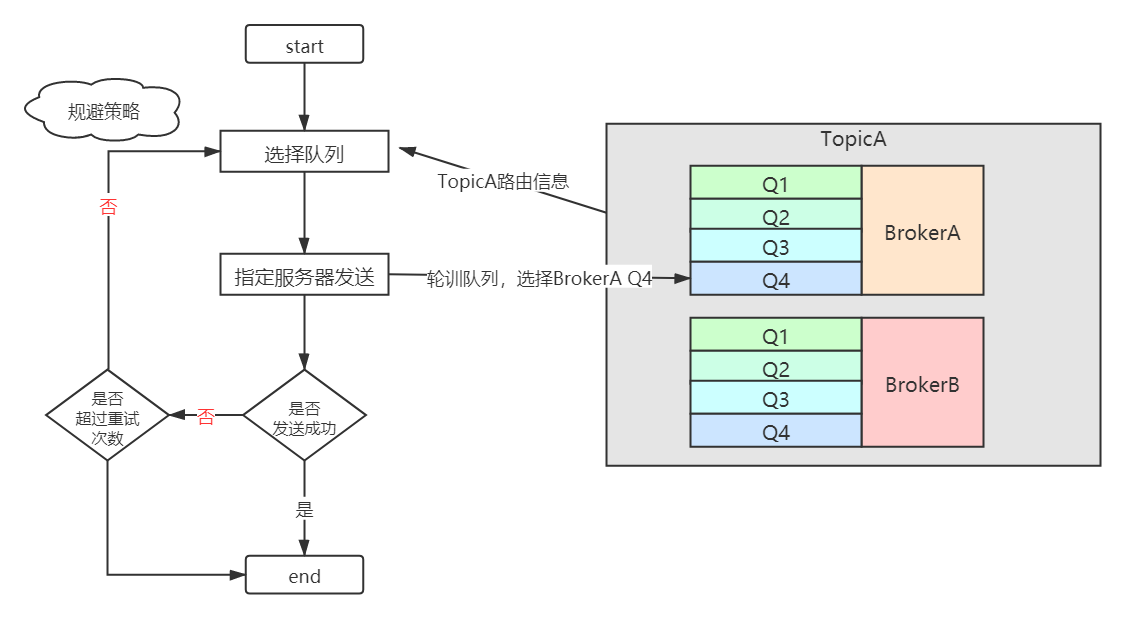 start
规避策略
选择队列
否
TopicA路由信息
指定服务器发送
轮训队列，选择BrokerA Q4
是否
超过重试
次数
否
是否
发送成功
是
end
TopicA
Q1
Q2
Q3
Q4
BrokerA
Q1
Q2
Q3
Q4
BrokerB